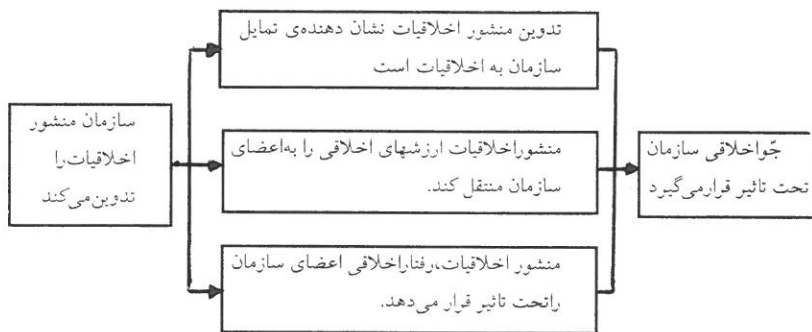 سازمان منشور
اخلاقیات‌را
تدوین‌می‌کند
تدوین منشور اخلاقیات نشان دهنده‌ی تمایل
سازمان به اخلاقیات است
منشوراخلاقیات ارزشهای اخلاقی را به‌اعضای
سازمان منتقل کند.
منشور اخلاقیات،رفتاراخلاقی اعضای سازمان
راتحت تاثیر قرار می‌دهد.
جّواخلاقی سازمان
تحت تاثیر قرارمی‌گیرد